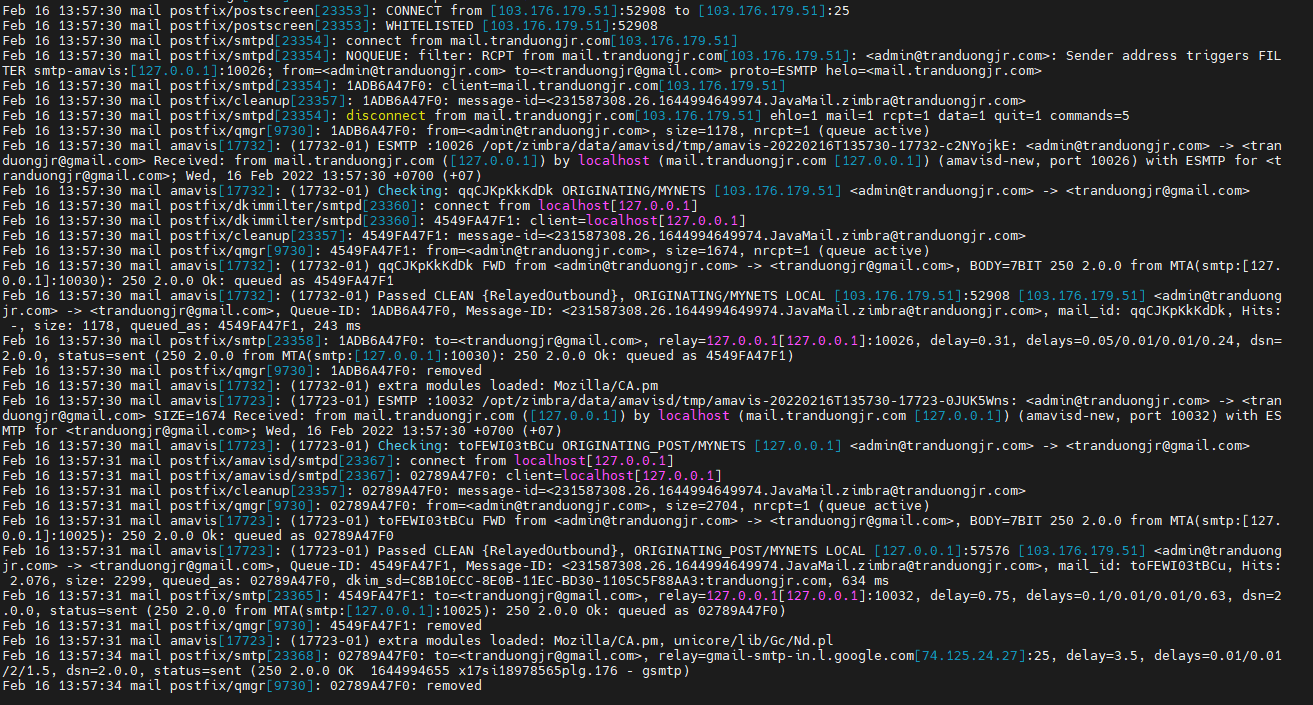 Feb 16 13:57:30 mail postfix/postscreen[23353]: CONNECT from [103.176.179.51]:52908 to [103.176.179.51]:25
Feb 16 13:57:30 mail postfix/postscreen[23353]: WHITELISTED [103.176.179.51]:52908
Feb 16 13:57:30 mail postfix/smtpd[23354]: connect from mail.tranduongjr.com[103.176.179.51]
Feb 16 13:57:30 mail postfix/smtpd[23354]: NOQUEUE: filter: RCPT from mail.tranduongjr.com[103.176.179.51]: <admin@tranduongjr.com>: Sender address triggers FIL
TER smtp-amavis:[127.0.0.1]:10026; from=<admin@tranduongjr.com> to=<tranduongjr@gmail.com> proto=ESMTP helo=<mail.tranduongjr.com>
Feb 16 13:57:30 mail postfix/smtpd[23354]: 1ADB6A47F0: client=mail.tranduongjr.com[103.176.179.51]
Feb 16 13:57:30 mail postfix/cleanup[23357]: 1ADB6A47F0: message-id=<231587308.26.1644994649974.JavaMail.zimbra@tranduongjr.com>
Feb 16 13:57:30 mail postfix/smtpd[23354]: disconnect from mail.tranduongjr.com[103.176.179.51] ehlo=1 mail=1 rcpt=1 data=1 quit=1 commands=5
Feb 16 13:57:30 mail postfix/qmgr[9730]: 1ADB6A47F0: from=<admin@tranduongjr.com>, size=1178, nrcpt=1 (queue active)
Feb 16 13:57:30 mail amavis[17732]: (17732-01) ESMTP :10026 /opt/zimbra/data/amavisd/tmp/amavis-20220216T135730-17732-c2NYojkE: <admin@tranduongjr.com> -> <tran
duongjr@gmail.com> Received: from mail.tranduongjr.com ([127.0.0.1]) by localhost (mail.tranduongjr.com [127.0.0.1]) (amavisd-new, port 10026) with ESMTP for <t
randuongjr@gmail.com>; Wed, 16 Feb 2022 13:57:30 +0700 (+07)
Feb 16 13:57:30 mail amavis[17732]: (17732-01) Checking: qqCJKpKkKdDk ORIGINATING/MYNETS [103.176.179.51] <admin@tranduongjr.com> -> <tranduongjr@gmail.com>
Feb 16 13:57:30 mail postfix/dkimmilter/smtpd[23360]: connect from localhost[127.0.0.1]
Feb 16 13:57:30 mail postfix/dkimmilter/smtpd[23360]: 4549FA47F1: client=localhost[127.0.0.1]
Feb 16 13:57:30 mail postfix/cleanup[23357]: 4549FA47F1: message-id=<231587308.26.1644994649974.JavaMail.zimbra@tranduongjr.com>
Feb 16 13:57:30 mail postfix/qmgr[9730]: 4549FA47F1: from=<admin@tranduongjr.com>, size=1674, nrcpt=1 (queue active)
Feb 16 13:57:30 mail amavis[17732]: (17732-01) qqCJKpKkKdDk FWD from <admin@tranduongjr.com> -> <tranduongjr@gmail.com>, BODY=7BIT 250 2.0.0 from MTA(smtp:[127.
0.0.1]:10030): 250 2.0.0 Ok: queued as 4549FA47F1
Feb 16 13:57:30 mail amavis[17732]: (17732-01) Passed CLEAN {RelayedOutbound}, ORIGINATING/MYNETS LOCAL [103.176.179.51]:52908 [103.176.179.51] <admin@tranduong
jr.com> -> <tranduongjr@gmail.com>, Queue-ID: 1ADB6A47F0, Message-ID: <231587308.26.1644994649974.JavaMail.zimbra@tranduongjr.com>, mail_id: qqCJKpKkKdDk, Hits:
-, size: 1178, queued_as: 4549FA47F1, 243 ms
Feb 16 13:57:30 mail postfix/smtp[23358]: 1ADB6A47F0: to=<tranduongjr@gmail.com>, relay=127.0.0.1[127.0.0.1]:10026, delay=0.31, delays=0.05/0.01/0.01/0.24, dsn=
2.0.0, status=sent (250 2.0.0 from MTA(smtp:[127.0.0.1]:10030): 250 2.0.0 Ok: queued as 4549FA47F1)
Feb 16 13:57:30 mail postfix/qmgr[9730]: 1ADB6A47F0: removed
Feb 16 13:57:30 mail amavis[17732]: (17732-01) extra modules loaded: Mozilla/CA.pm
Feb 16 13:57:30 mail amavis[17723]: (17723-01) ESMTP :10032 /opt/zimbra/data/amavisd/tmp/amavis-20220216T135730-17723-0JUK5Wns: <admin@tranduongjr.com> -> <tran
duongjr@gmail.com> SIZE=1674 Received: from mail.tranduongjr.com ([127.0.0.1]) by localhost (mail.tranduongjr.com [127.0.0.1]) (amavisd-new, port 10032) with ES
MTP for <tranduongjr@gmail.com>; Wed, 16 Feb 2022 13:57:30 +0700 (+07)
Feb 16 13:57:30 mail amavis[17723]: (17723-01) Checking: toFEWI03tBCu ORIGINATING_POST/MYNETS [127.0.0.1] <admin@tranduongjr.com> -> <tranduongjr@gmail.com>
Feb 16 13:57:31 mail postfix/amavisd/smtpd[23367]: connect from localhost[127.0.0.1]
Feb 16 13:57:31 mail postfix/amavisd/smtpd[23367]: 02789A47F0: client=localhost[127.0.0.1]
Feb 16 13:57:31 mail postfix/cleanup[23357]: 02789A47F0: message-id=<231587308.26.1644994649974.JavaMail.zimbra@tranduongjr.com>
Feb 16 13:57:31 mail postfix/qmgr[9730]: 02789A47F0: from=<admin@tranduongjr.com>, size=2704, nrcpt=1 (queue active)
Feb 16 13:57:31 mail amavis[17723]: (17723-01) toFEWI03tBCu FWD from <admin@tranduongjr.com> -> <tranduongjr@gmail.com>, BODY=7BIT 250 2.0.0 from MTA(smtp:[127.
0.0.1]:10025): 250 2.0.0 Ok: queued as 02789A47F0
Feb 16 13:57:31 mail amavis[17723]: (17723-01) Passed CLEAN {RelayedOutbound}, ORIGINATING_POST/MYNETS LOCAL [127.0.0.1]:57576 [103.176.179.51] <admin@tranduong
jr.com> -> <tranduongjr@gmail.com>, Queue-ID: 4549FA47F1, Message-ID: <231587308.26.1644994649974.JavaMail.zimbra@tranduongjr.com>, mail_id: toFEWI03tBCu, Hits:
2.076, size: 2299, queued_as: 02789A47F0, dkim_sd=C8B10ECC-8E0B-11EC-BD30-1105C5F88AA3:tranduongjr.com, 634 ms
Feb 16 13:57:31 mail postfix/smtp[23365]: 4549FA47F1: to=<tranduongjr@gmail.com>, relay=127.0.0.1[127.0.0.1]:10032, delay=0.75, delays=0.1/0.01/0.01/0.63, dsn=2
.0.0, status=sent (250 2.0.0 from MTA(smtp:[127.0.0.1]:10025): 250 2.0.0 Ok: queued as 02789A47F0)
Feb 16 13:57:31 mail postfix/qmgr[9730]: 4549FA47F1: removed
Feb 16 13:57:31 mail amavis[17723]: (17723-01) extra modules loaded: Mozilla/CA.pm, unicore/lib/Gc/Nd.pl
Feb 16 13:57:34 mail postfix/smtp[23368]: 02789A47F0: to=<tranduongjr@gmail.com>, relay=gmail-smtp-in.l.google.com[74.125.24.27]:25, delay=3.5, delays=0.01/0.01
/2/1.5, dsn=2.0.0, status=sent (250 2.0.0 OK  1644994655 x17si18978565plg.176 - gsmtp)
Feb 16 13:57:34 mail postfix/qmgr[9730]: 02789A47F0: removed